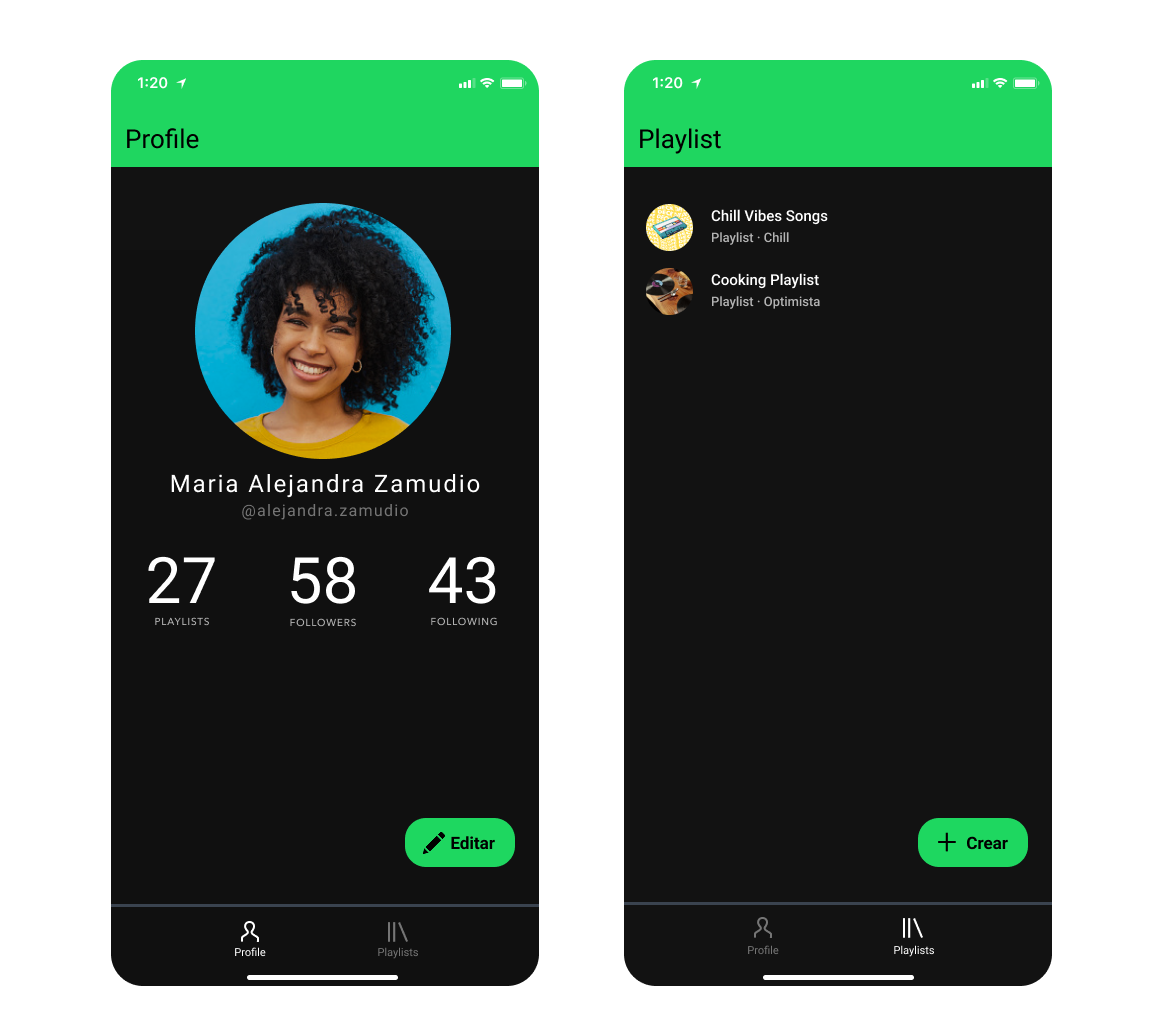 1:20
Profile
Maria Alejandra Zamudio
@alejandra.zamudio
27 58 43
PLAYLISTS FOLLOWERS FOLLOWING
Editar
Profile Playlists
1:20
Playlist
Chill Vibes Songs
Playlist · Chill
Cooking Playlist
Playlist · Optimista
Crear
Profile Playlists